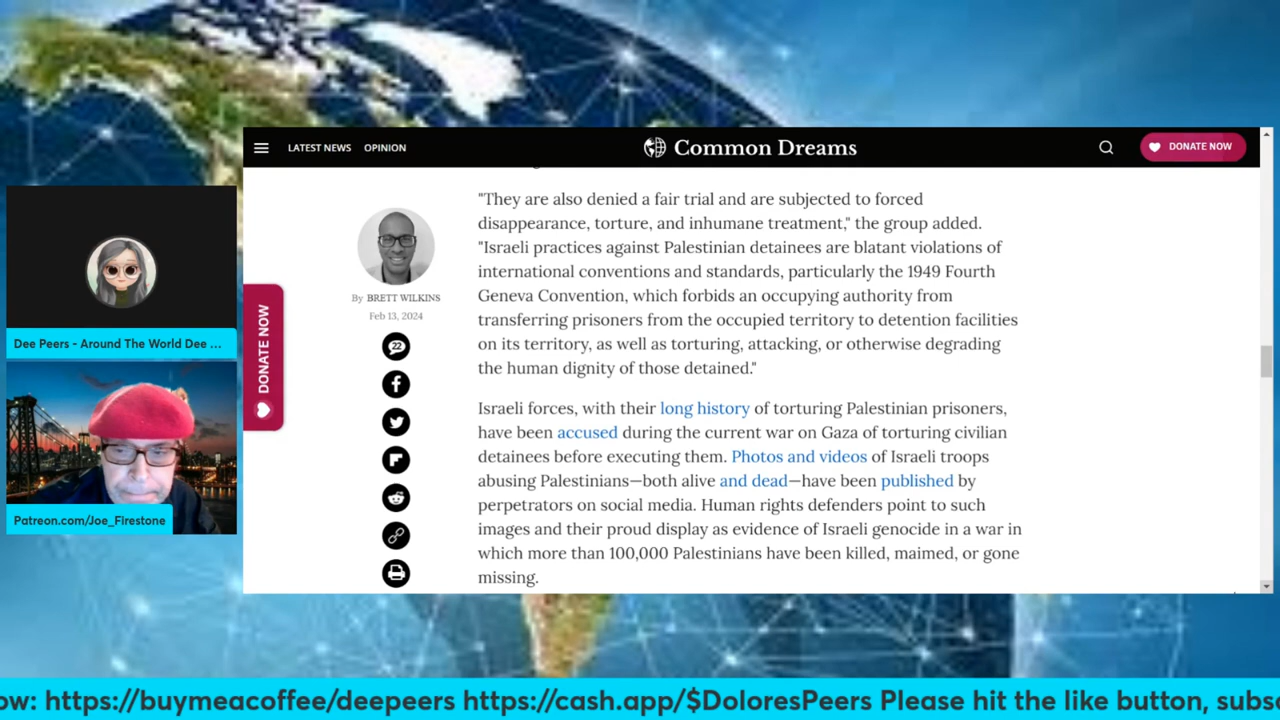 LATEST NEWS
OPINION
Common Dreams
DONATE NOW
DONATE NOW
By BRETT WILKINS
Feb 13, 2024
22
"They are also denied a fair trial and are subjected to forced
disappearance, torture, and inhumane treatment," the group added.
"Israeli practices against Palestinian detainees are blatant violations of
international conventions and standards, particularly the 1949 Fourth
Geneva Convention, which forbids an occupying authority from
transferring prisoners from the occupied territory to detention facilities
on its territory, as well as torturing, attacking, or otherwise degrading
the human dignity of those detained."
Israeli forces, with their long history of torturing Palestinian prisoners,
have been accused during the current war on Gaza of torturing civilian
detainees before executing them. Photos and videos of Israeli troops
abusing Palestinians—both alive and dead—have been published by
perpetrators on social media. Human rights defenders point to such
images and their proud display as evidence of Israeli genocide in a war in
which more than 100,000 Palestinians have been killed, maimed, or gone
missing.
Dee Peers - Around The World Dee ...
Patreon.com/Joe_Firestone
ow: https://buymeacoffee/deepeers https://cash.app/$DoloresPeers Please hit the like button, subs